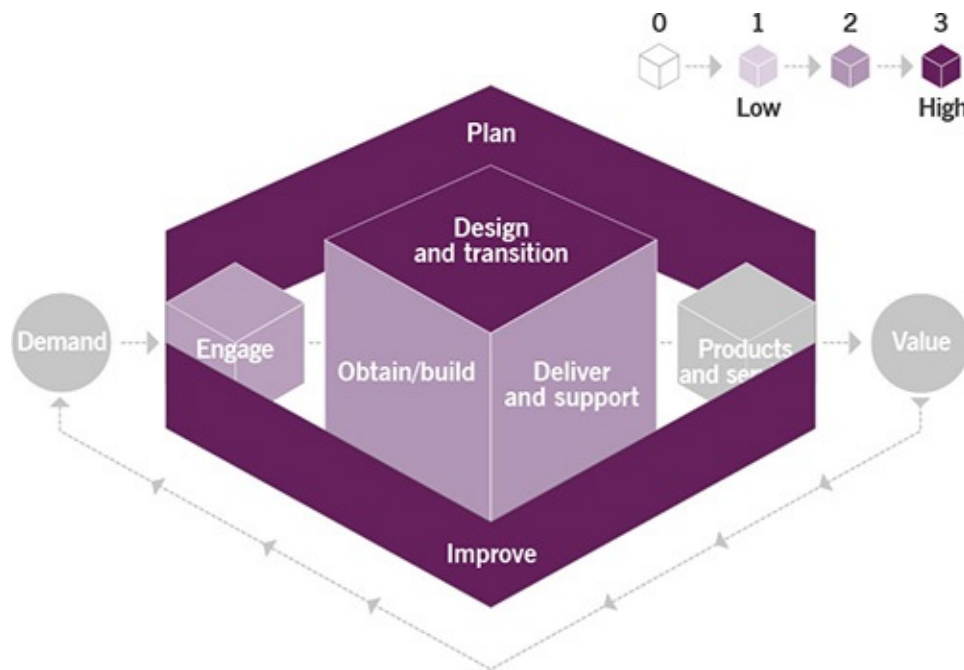 0 1 2 3
Low High
Plan
Design
and transition
Demand
Engage
Obtain/build
Deliver
and support
Products
and
Value
Improve